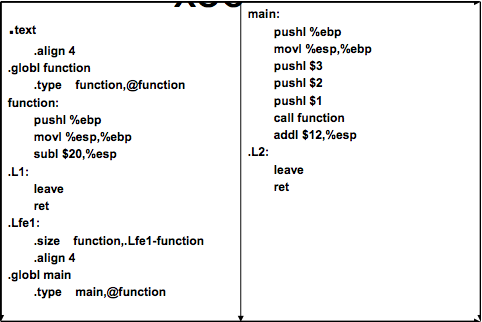 .text
.align 4
.globl function
.type function,@function
function:
pushl %ebp
movl %esp,%ebp
subl $20,%esp
.L1:
leave
ret
.Lfe1:
.size function,.Lfe1-function
.align 4
.globl main
.type main,@function
main:
pushl %ebp
movl %esp,%ebp
pushl $3
pushl $2
pushl $1
call function
addl $12,%esp
.L2:
leave
ret